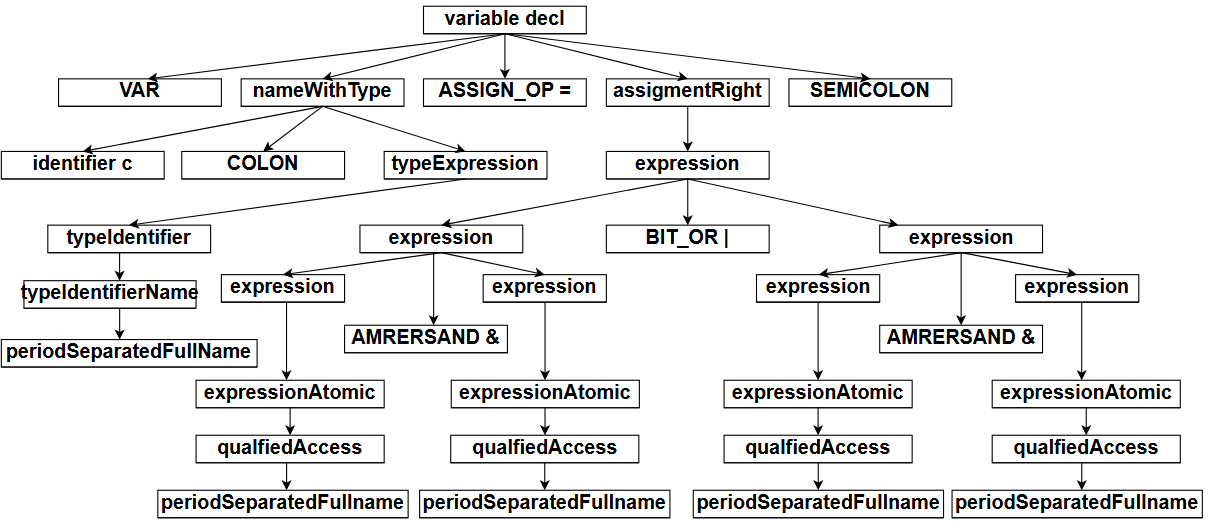 variable decl
VAR
nameWithType
ASSIGN_OP =
assigmentRight
SEMICOLON
identifier c
COLON
typeExpression
expression
typeIdentifier
expression
BIT_OR |
expression
typeIdentifierName
expression
expression
expression
expression
periodSeparatedFullName
AMRERSAND &
AMRERSAND &
expressionAtomic
expressionAtomic
expressionAtomic
expressionAtomic
qualfiedAccess
qualfiedAccess
qualfiedAccess
qualfiedAccess
periodSeparatedFullname
periodSeparatedFullname
periodSeparatedFullname
periodSeparatedFullname